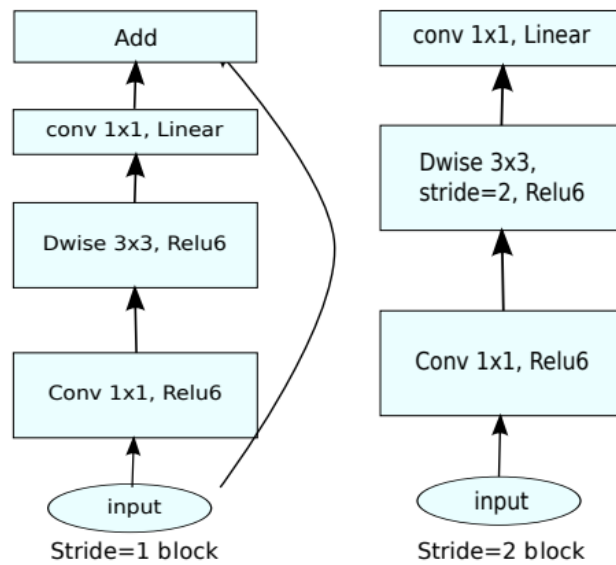 Add
conv 1x1, Linear
Dwise 3x3, Relu6
Conv 1x1, Relu6
input
Stride=1 block
conv 1x1, Linear
Dwise 3x3,
stride=2, Relu6
Conv 1x1, Relu6
input
Stride=2 block